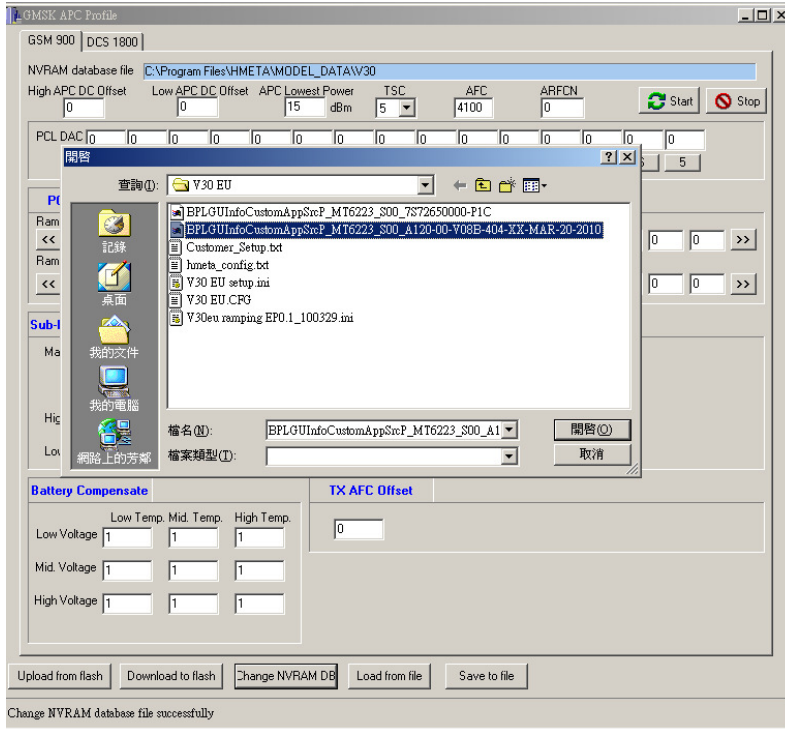 GMSK APC Profile
GSM 900 DCS 1800
NVRAM database file C:\Program Files\HMETA\MODEL_DATA\V30
High APC DC Offset Low APC DC Offset APC Lowest Power TSC AFC ARFCN
0 0 15 dBm 5 4100 0 Start Stop
PCL DAC 0 0 0 0 0 0 0 0 0 0 0 0 0 0 0
開啓
5
查詢(I): V30 EU
BPLGUInfoCustomAppSrcP_MT6223_S00_7S72650000-P1C
BPLGUInfoCustomAppSrcP_MT6223_S00_A120-00-V08B-404-XX-MAR-20-2010
Customer_Setup.txt
hmeta_config.txt
V30 EU setup.ini
V30 EU.CFG
V30eu ramping EP0.1_100329.ini
記錄
桌面
我的文件
我的電腦
網路上的芳鄰
Ram
<< 0 0 >>
Ram
<< 0 0 >>
Sub-
Ma
Hig
Lo
檔名(N): BPLGUInfoCustomAppSrcP_MT6223_S00_A1 開啓(O)
檔案類型(T): 取消
Battery Compensate TX AFC Offset
Low Temp. Mid. Temp. High Temp.
Low Voltage 1 1 1 0
Mid. Voltage 1 1 1
High Voltage 1 1 1
Upload from flash Download to flash Change NVRAM DB Load from file Save to file
Change NVRAM database file successfully